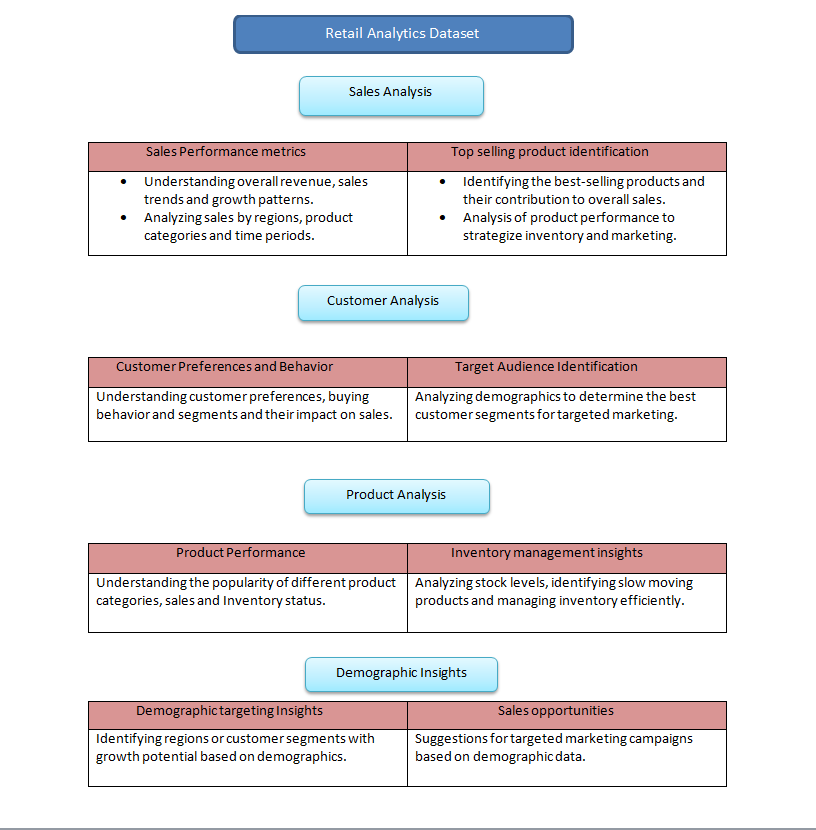 Retail Analytics Dataset
Sales Analysis
Sales Performance metrics
Top selling product identification
• Understanding overall revenue, sales
trends and growth patterns.
• Analyzing sales by regions, product
categories and time periods.
• Identifying the best-selling products and
their contribution to overall sales.
• Analysis of product performance to
strategize inventory and marketing.
Customer Analysis
Customer Preferences and Behavior
Target Audience Identification
Understanding customer preferences, buying
behavior and segments and their impact on sales.
Analyzing demographics to determine the best
customer segments for targeted marketing.
Product Analysis
Product Performance
Inventory management insights
Understanding the popularity of different product
categories, sales and Inventory status.
Analyzing stock levels, identifying slow moving
products and managing inventory efficiently.
Demographic Insights
Demographic targeting Insights
Sales opportunities
Identifying regions or customer segments with
growth potential based on demographics.
Suggestions for targeted marketing campaigns
based on demographic data.